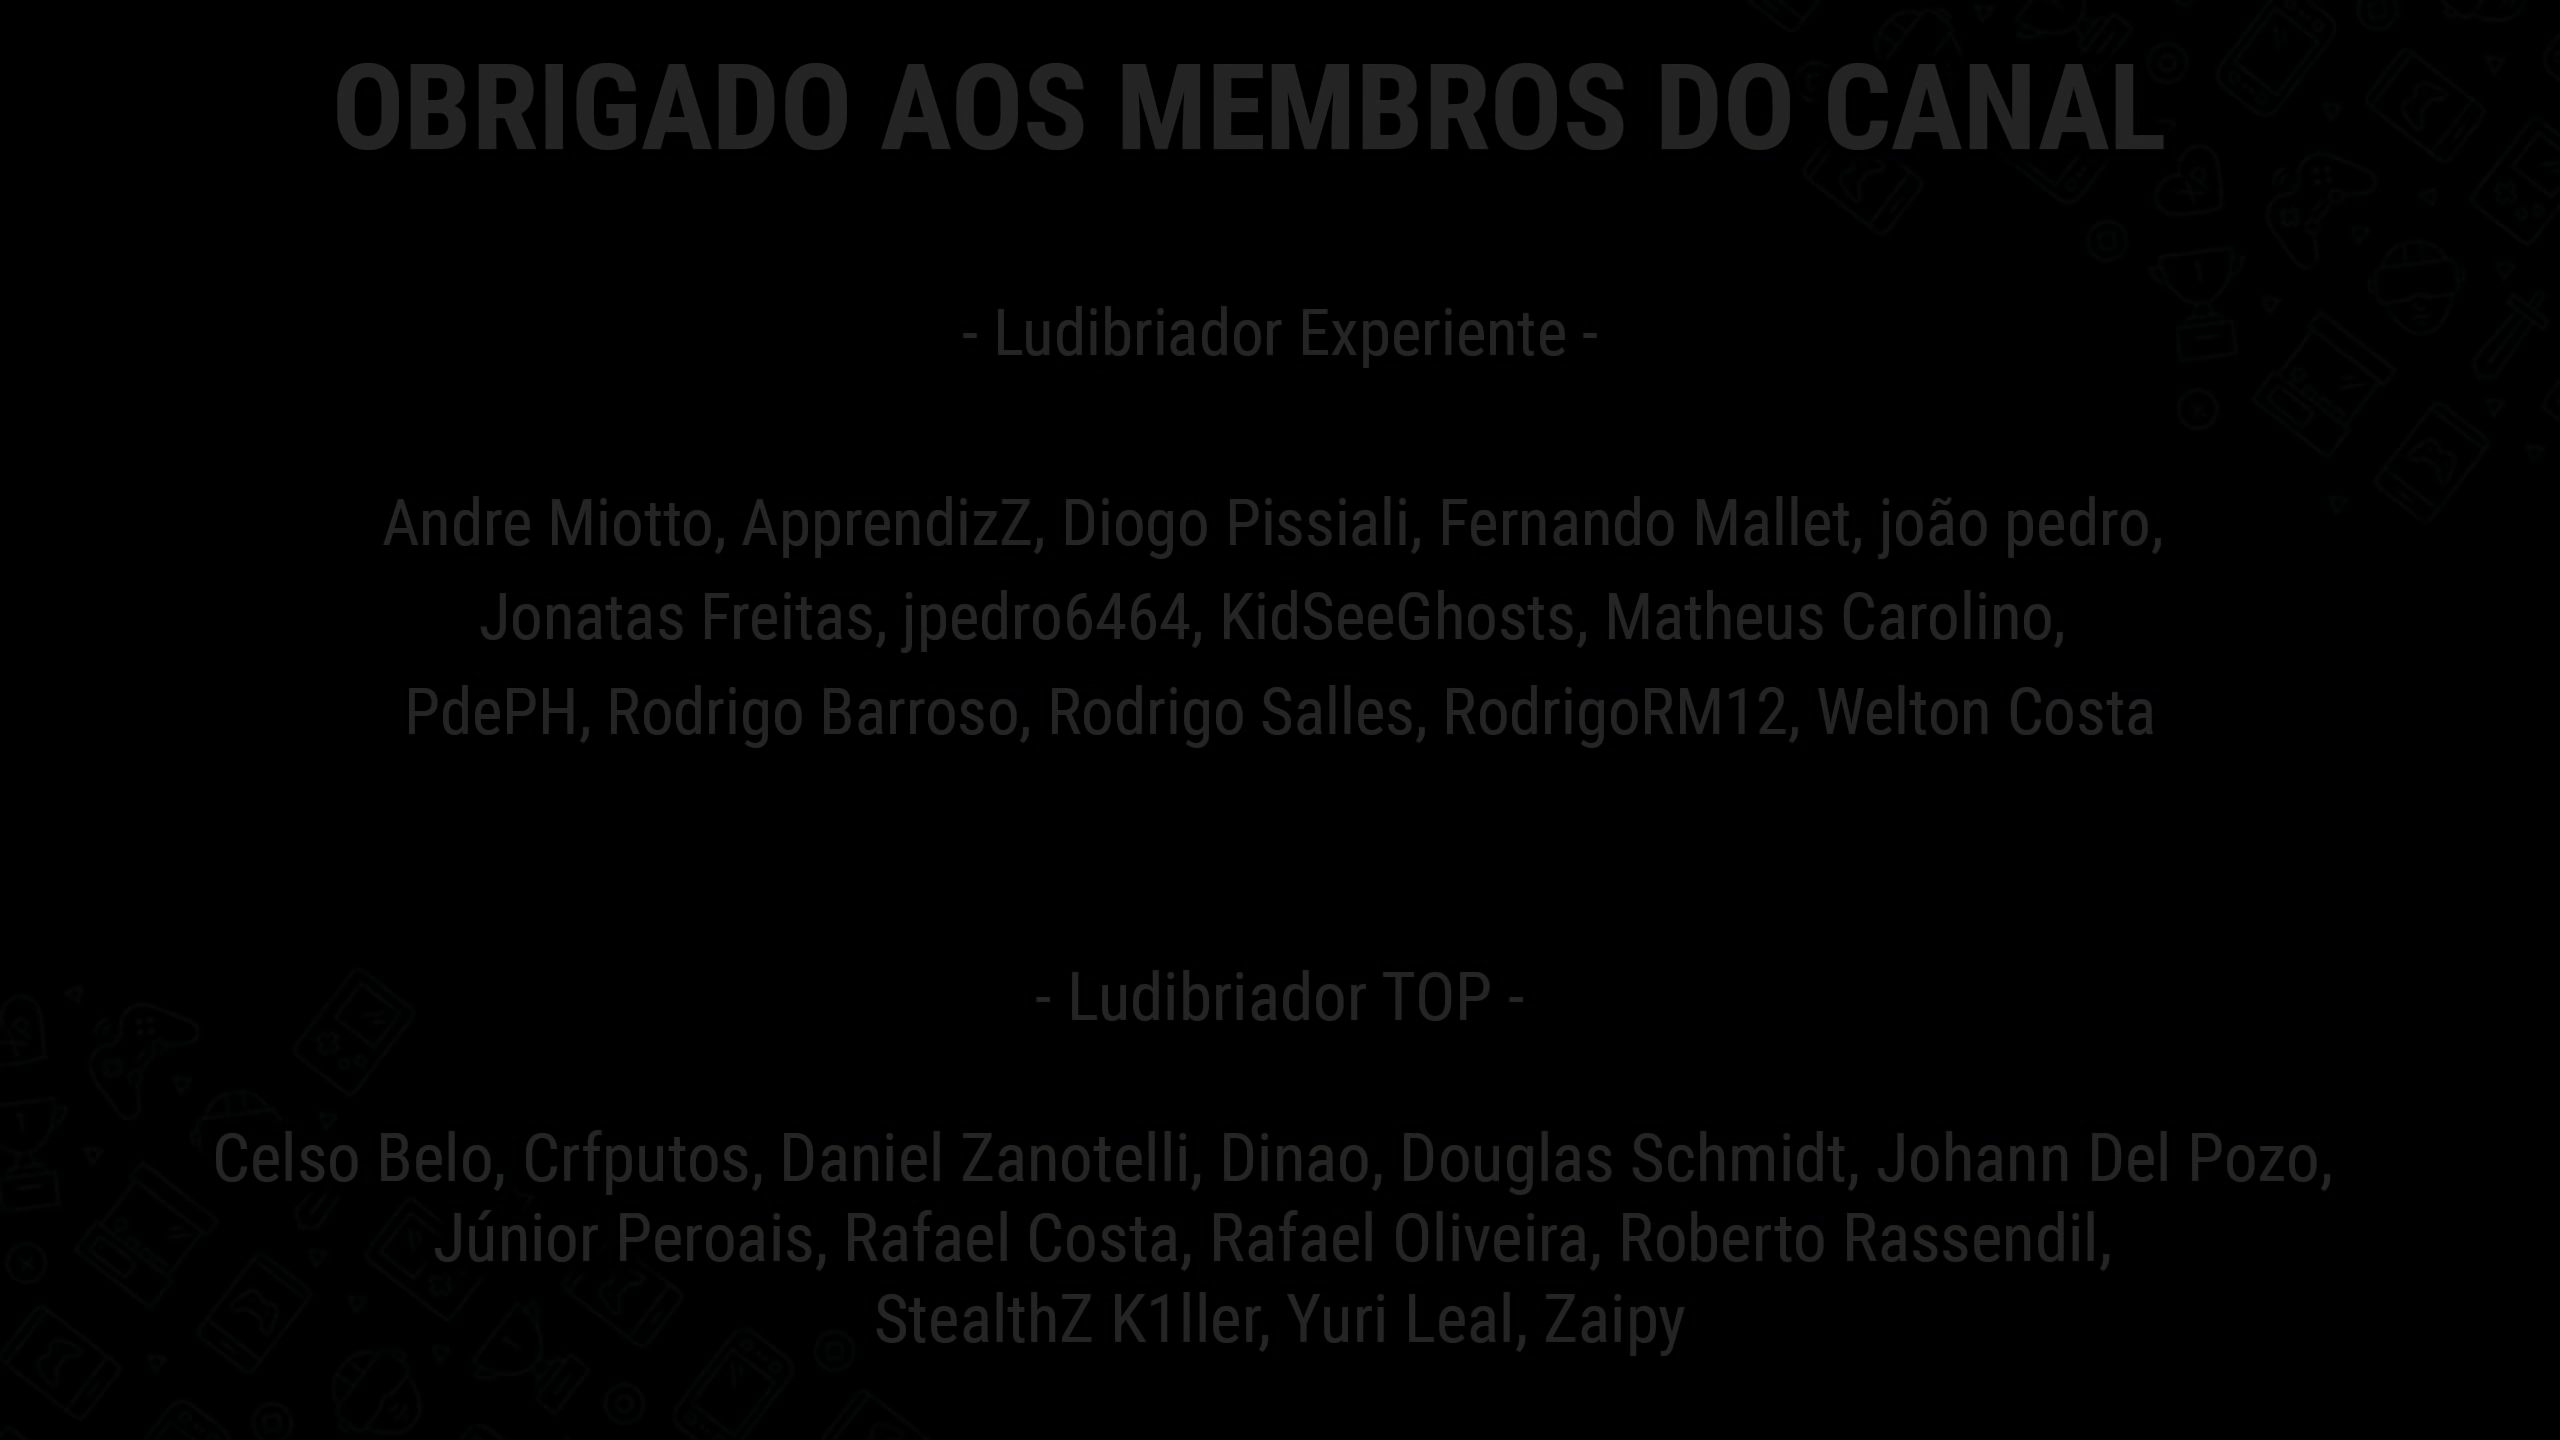 OBRIGADO AOS MEMBROS DO CANAL
- Ludibriador Experiente -
Andre Miotto, ApprendizZ, Diogo Pissiali, Fernando Mallet, joão pedro,
Jonatas Freitas, jpedro6464, KidSeeGhosts, Matheus Carolino,
PdePH, Rodrigo Barroso, Rodrigo Salles, RodrigoRM12, Welton Costa
- Ludibriador TOP -
Celso Belo, Crfputos, Daniel Zanotelli, Dinao, Douglas Schmidt, Johann Del Pozo,
Júnior Peroais, Rafael Costa, Rafael Oliveira, Roberto Rassendil,
StealthZ K1ller, Yuri Leal, Zaipy